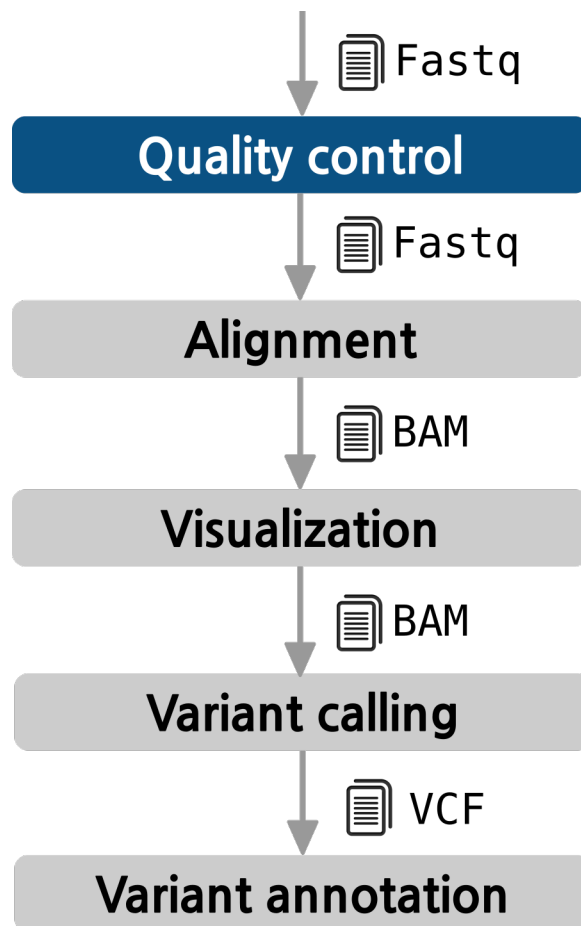 Fastq
Quality control
Fastq
Alignment
BAM
Visualization
BAM
Variant calling
VCF
Variant annotation